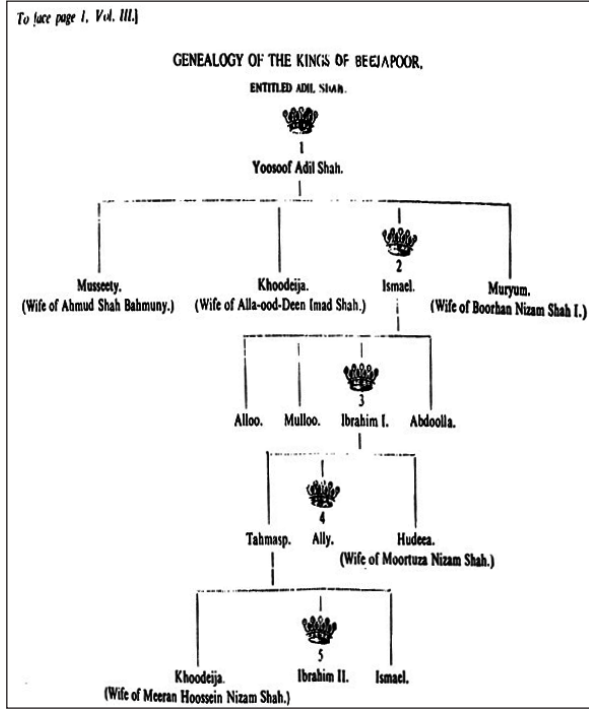 To face page 1, Vol. III.]
GENEALOGY OF THE KINGS OF BEEJAPOOR,
ENTITLED ADIL SHAH.
1
Yoosoof Adil Shah.
2
Musseety. Khoodeija. Ismael. Muryum.
(Wife of Ahmud Shah Bahmuny.) (Wife of Alla-ood-Deen Imad Shah.) (Wife of Boorhan Nizam Shah I.)
3
Alloo. Mulloo. Ibrahim I. Abdoolla.
4
Tahmasp. Ally. Hudeea.
(Wife of Moortuza Nizam Shah.)
5
Khoodeija. Ibrahim II. Ismael.
(Wife of Meeran Hoossein Nizam Shah.)